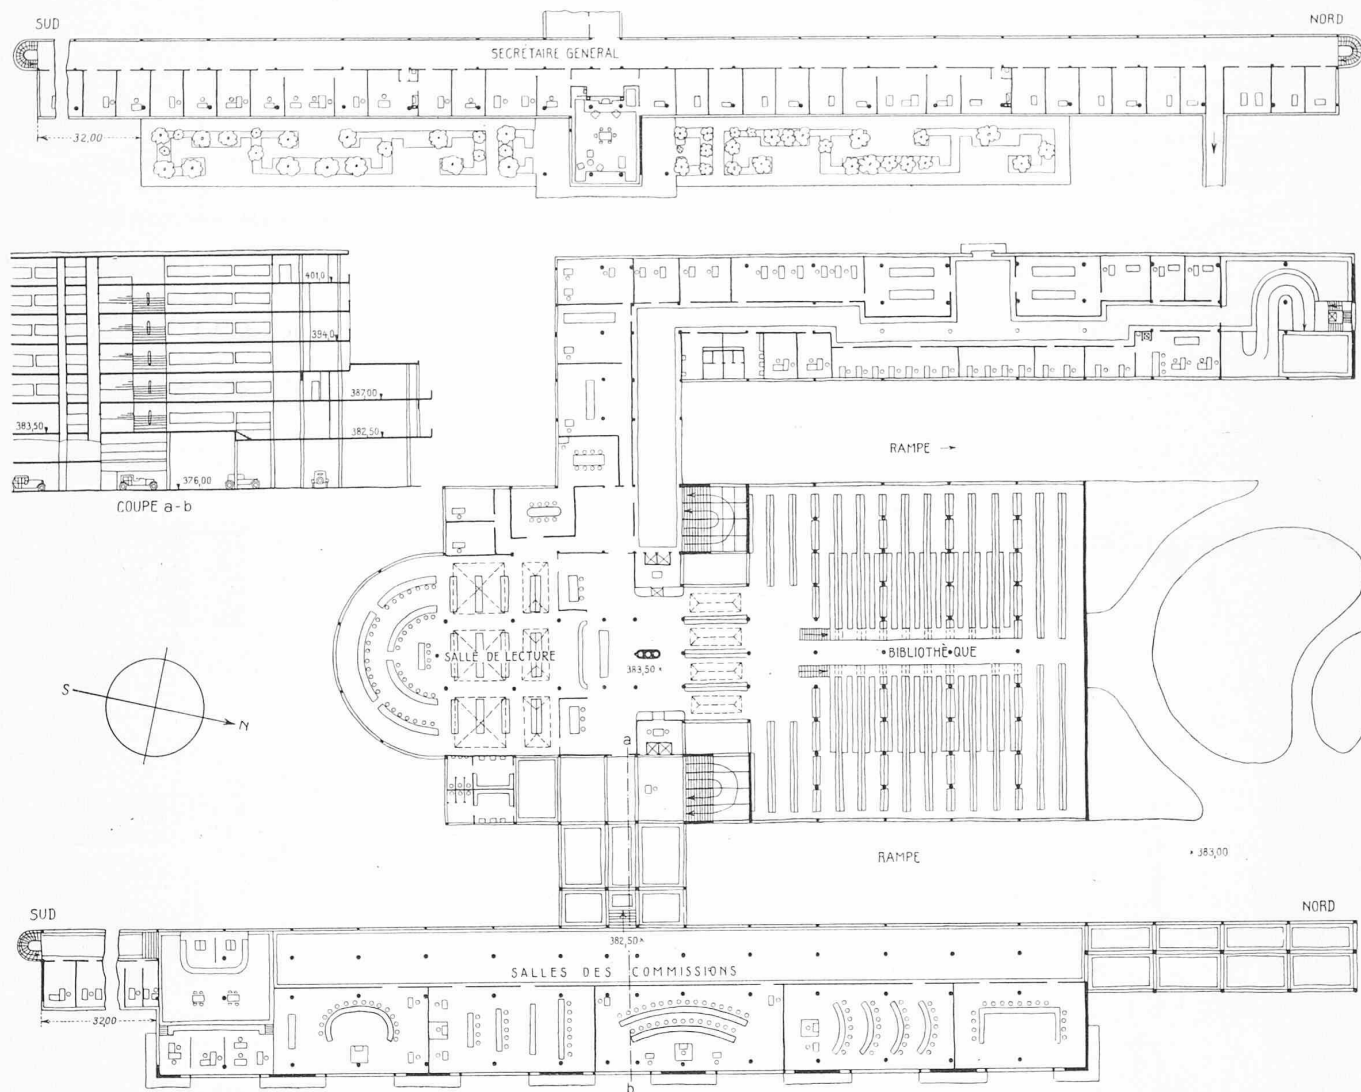 SUD
NORD
SECRÉTAIRE GENERAL
32,00
401,0
394,0
387,00
383,50
382,50
376,00
COUPE a-b
RAMPE
BIBLIOTHÈQUE
SALLE DE LECTURE
383,50
S
N
a
RAMPE
383,00
SUD
NORD
382,50
SALLES DES COMMISSIONS
32,00
b